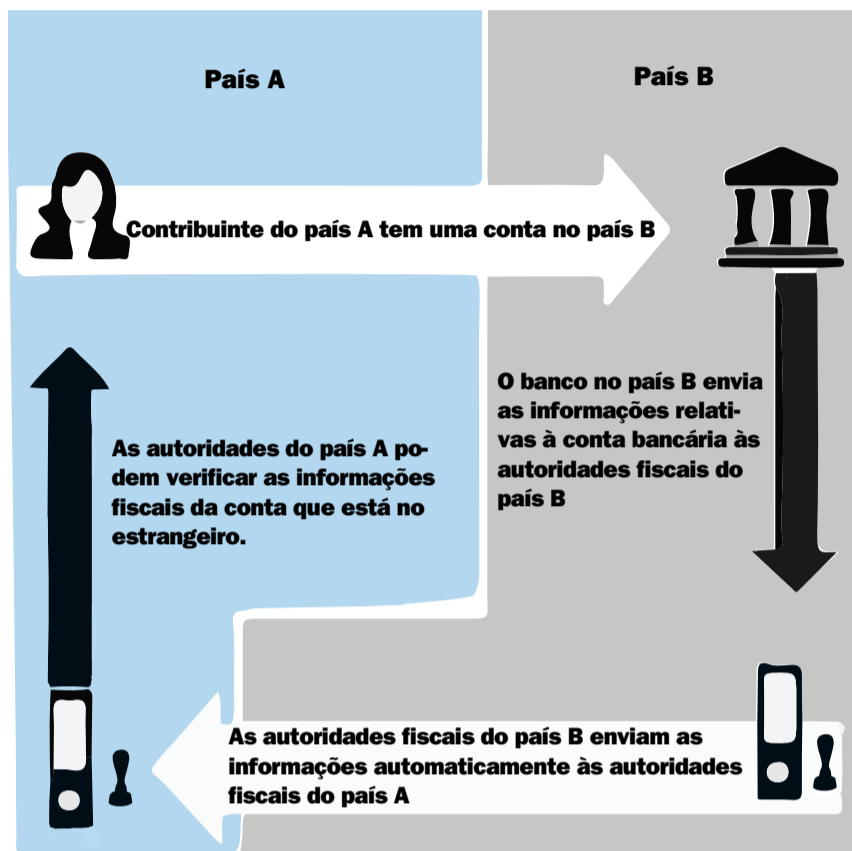 País A
País B
Contribuinte do país A tem uma conta no país B
O banco no país B envia
as informações relati-
vas à conta bancária às
autoridades fiscais do
país B
As autoridades do país A po-
dem verificar as informações
fiscais da conta que está no
estrangeiro.
As autoridades fiscais do país B enviam as
informações automaticamente às autoridades
fiscais do país A